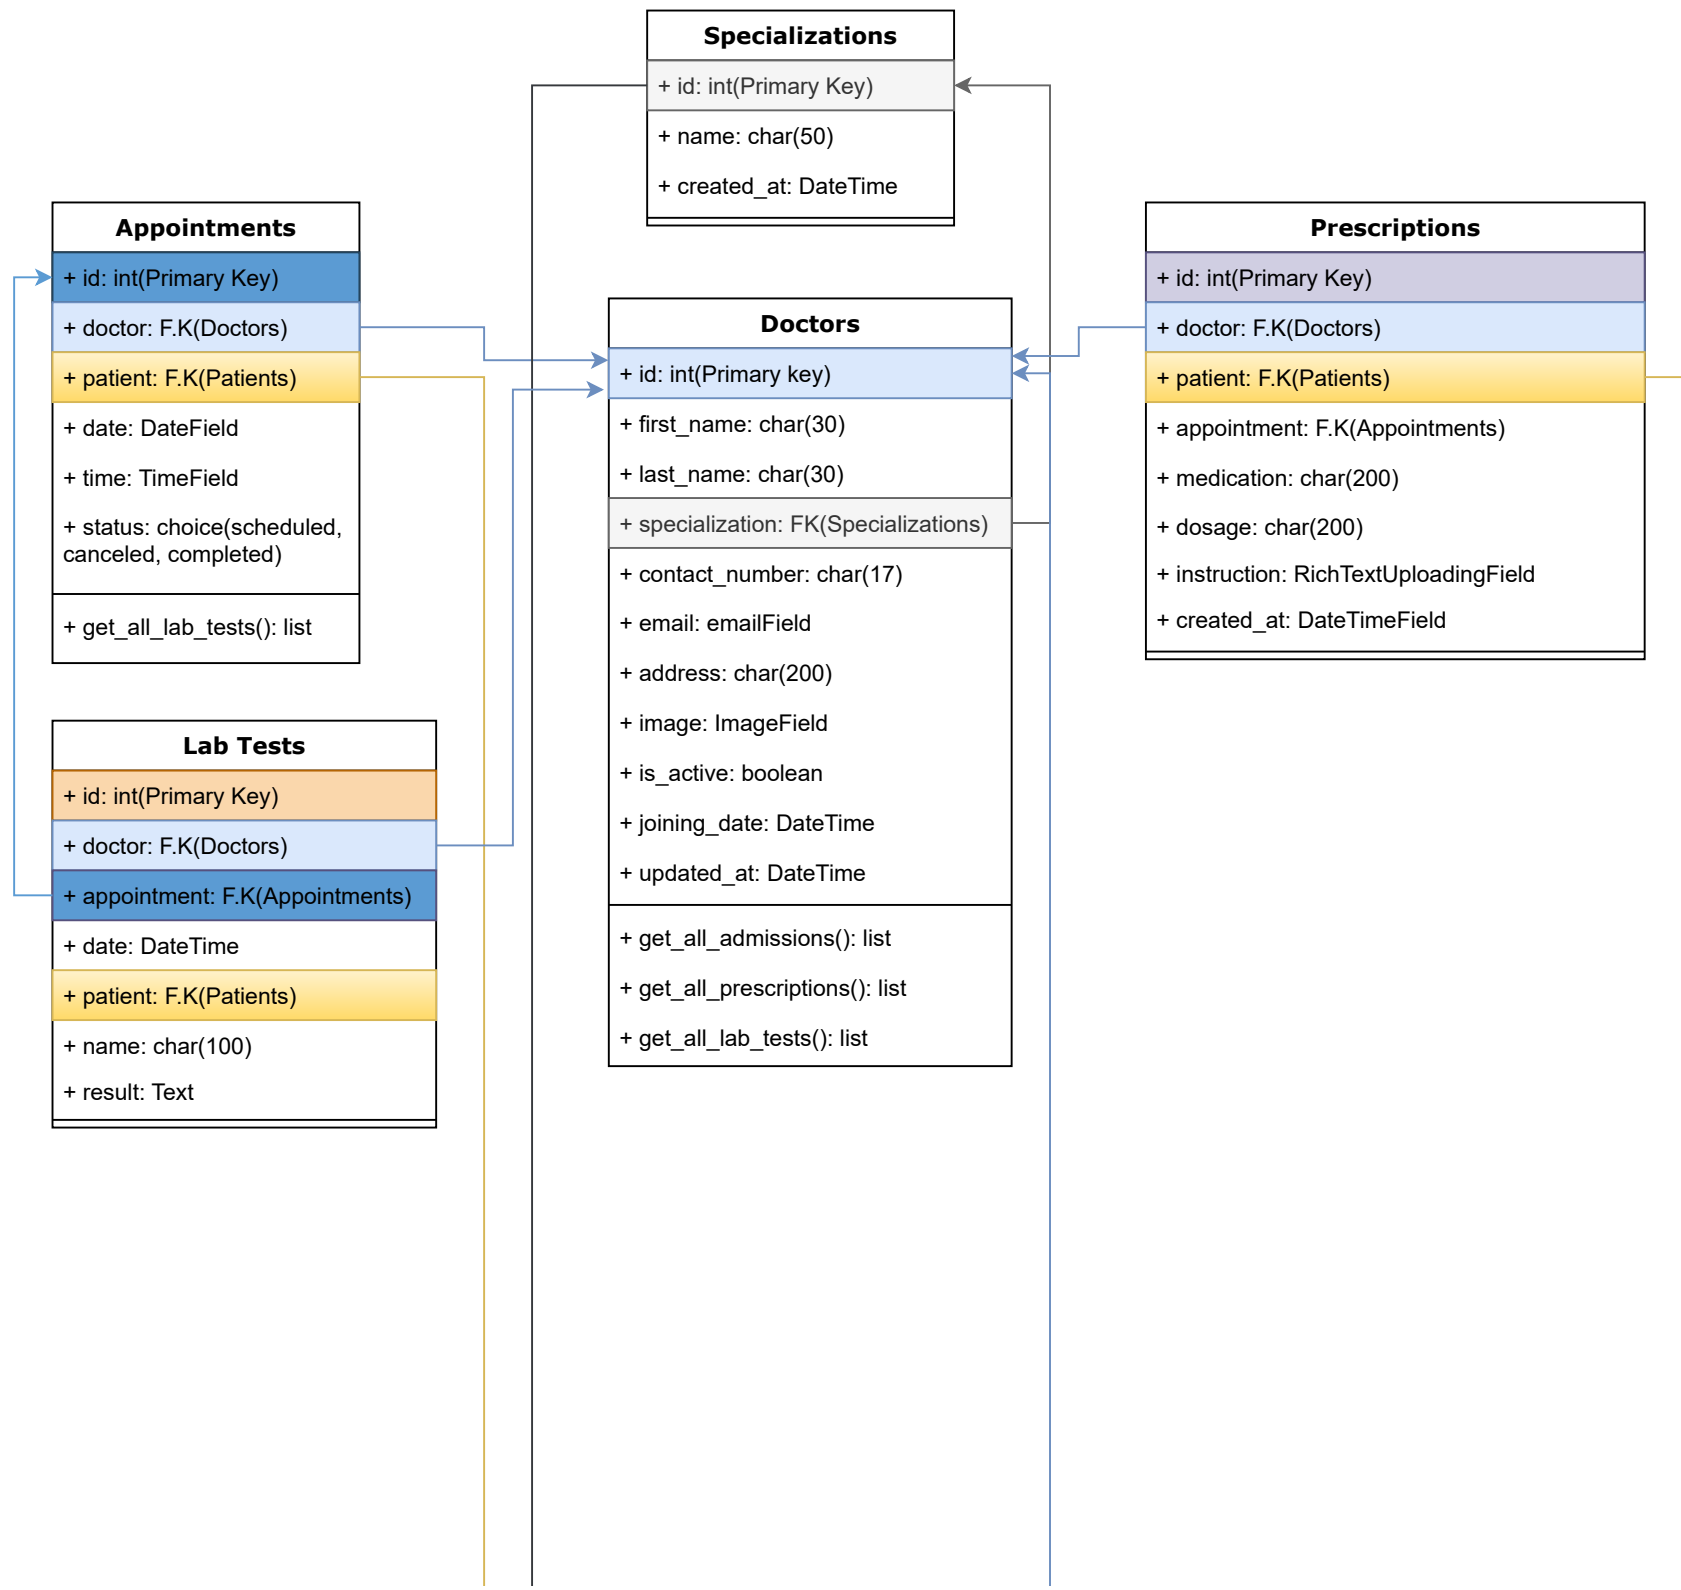 Specializations
+ id: int(Primary Key)
+ name: char(50)
+ created_at: DateTime
Appointments
+ id: int(Primary Key)
+ doctor: F.K(Doctors)
+ patient: F.K(Patients)
+ date: DateField
+ time: TimeField
+ status: choice(scheduled,
canceled, completed)
+ get_all_lab_tests(): list
Doctors
+ id: int(Primary key)
+ first_name: char(30)
+ last_name: char(30)
+ specialization: FK(Specializations)
+ contact_number: char(17)
+ email: emailField
+ address: char(200)
+ image: ImageField
+ is_active: boolean
+ joining_date: DateTime
+ updated_at: DateTime
+ get_all_admissions(): list
+ get_all_prescriptions(): list
+ get_all_lab_tests(): list
Prescriptions
+ id: int(Primary Key)
+ doctor: F.K(Doctors)
+ patient: F.K(Patients)
+ appointment: F.K(Appointments)
+ medication: char(200)
+ dosage: char(200)
+ instruction: RichTextUploadingField
+ created_at: DateTimeField
Lab Tests
+ id: int(Primary Key)
+ doctor: F.K(Doctors)
+ appointment: F.K(Appointments)
+ date: DateTime
+ patient: F.K(Patients)
+ name: char(100)
+ result: Text